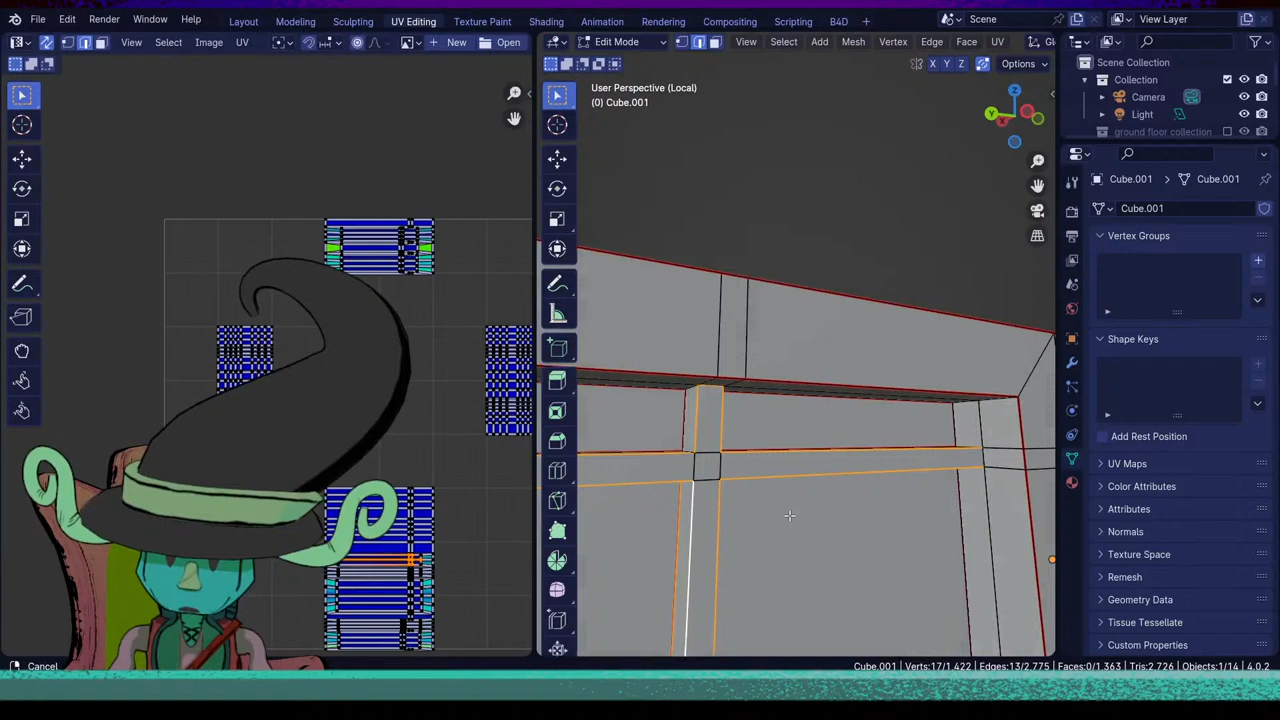 File Edit Render Window Help Layout Modeling Sculpting UV Editing Texture Paint Shading Animation Rendering Compositing Scripting B4D + Scene View Layer
View Select Image UV + New Open Edit Mode View Select Add Mesh Vertex Edge Face UV Gl
X Y Z Options
User Perspective (Local)
(0) Cube.001
Z
Y
X
Scene Collection
Collection
Camera
Light
ground floor collection
Cube.001 > Cube.001
Cube.001
Vertex Groups
Shape Keys
Add Rest Position
UV Maps
Color Attributes
Attributes
Normals
Texture Space
Remesh
Geometry Data
Tissue Tessellate
Custom Properties
Cancel
Cube.001 | Verts:17/1.422 | Edges:13/2.775 | Faces:0/1.363 | Tris:2.726 | Objects:1/14 | 4.0.2